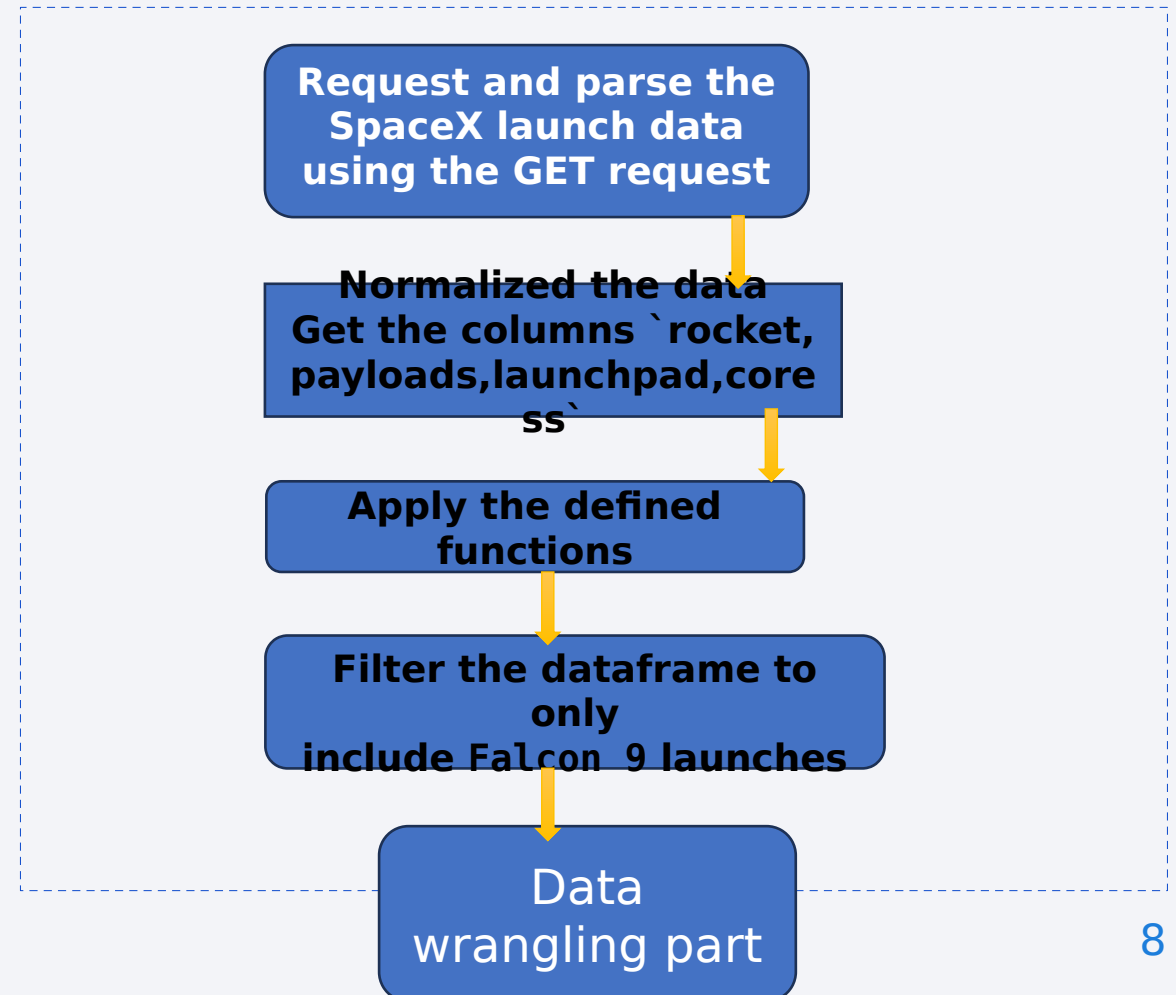 Request and parse the
SpaceX launch data
using the GET request
Normalized the data
Get the columns `rocket,
payloads,launchpad,core
ss`
Apply the defined
functions
Filter the dataframe to
only
include Falcon 9 launches
Data
wrangling part
8